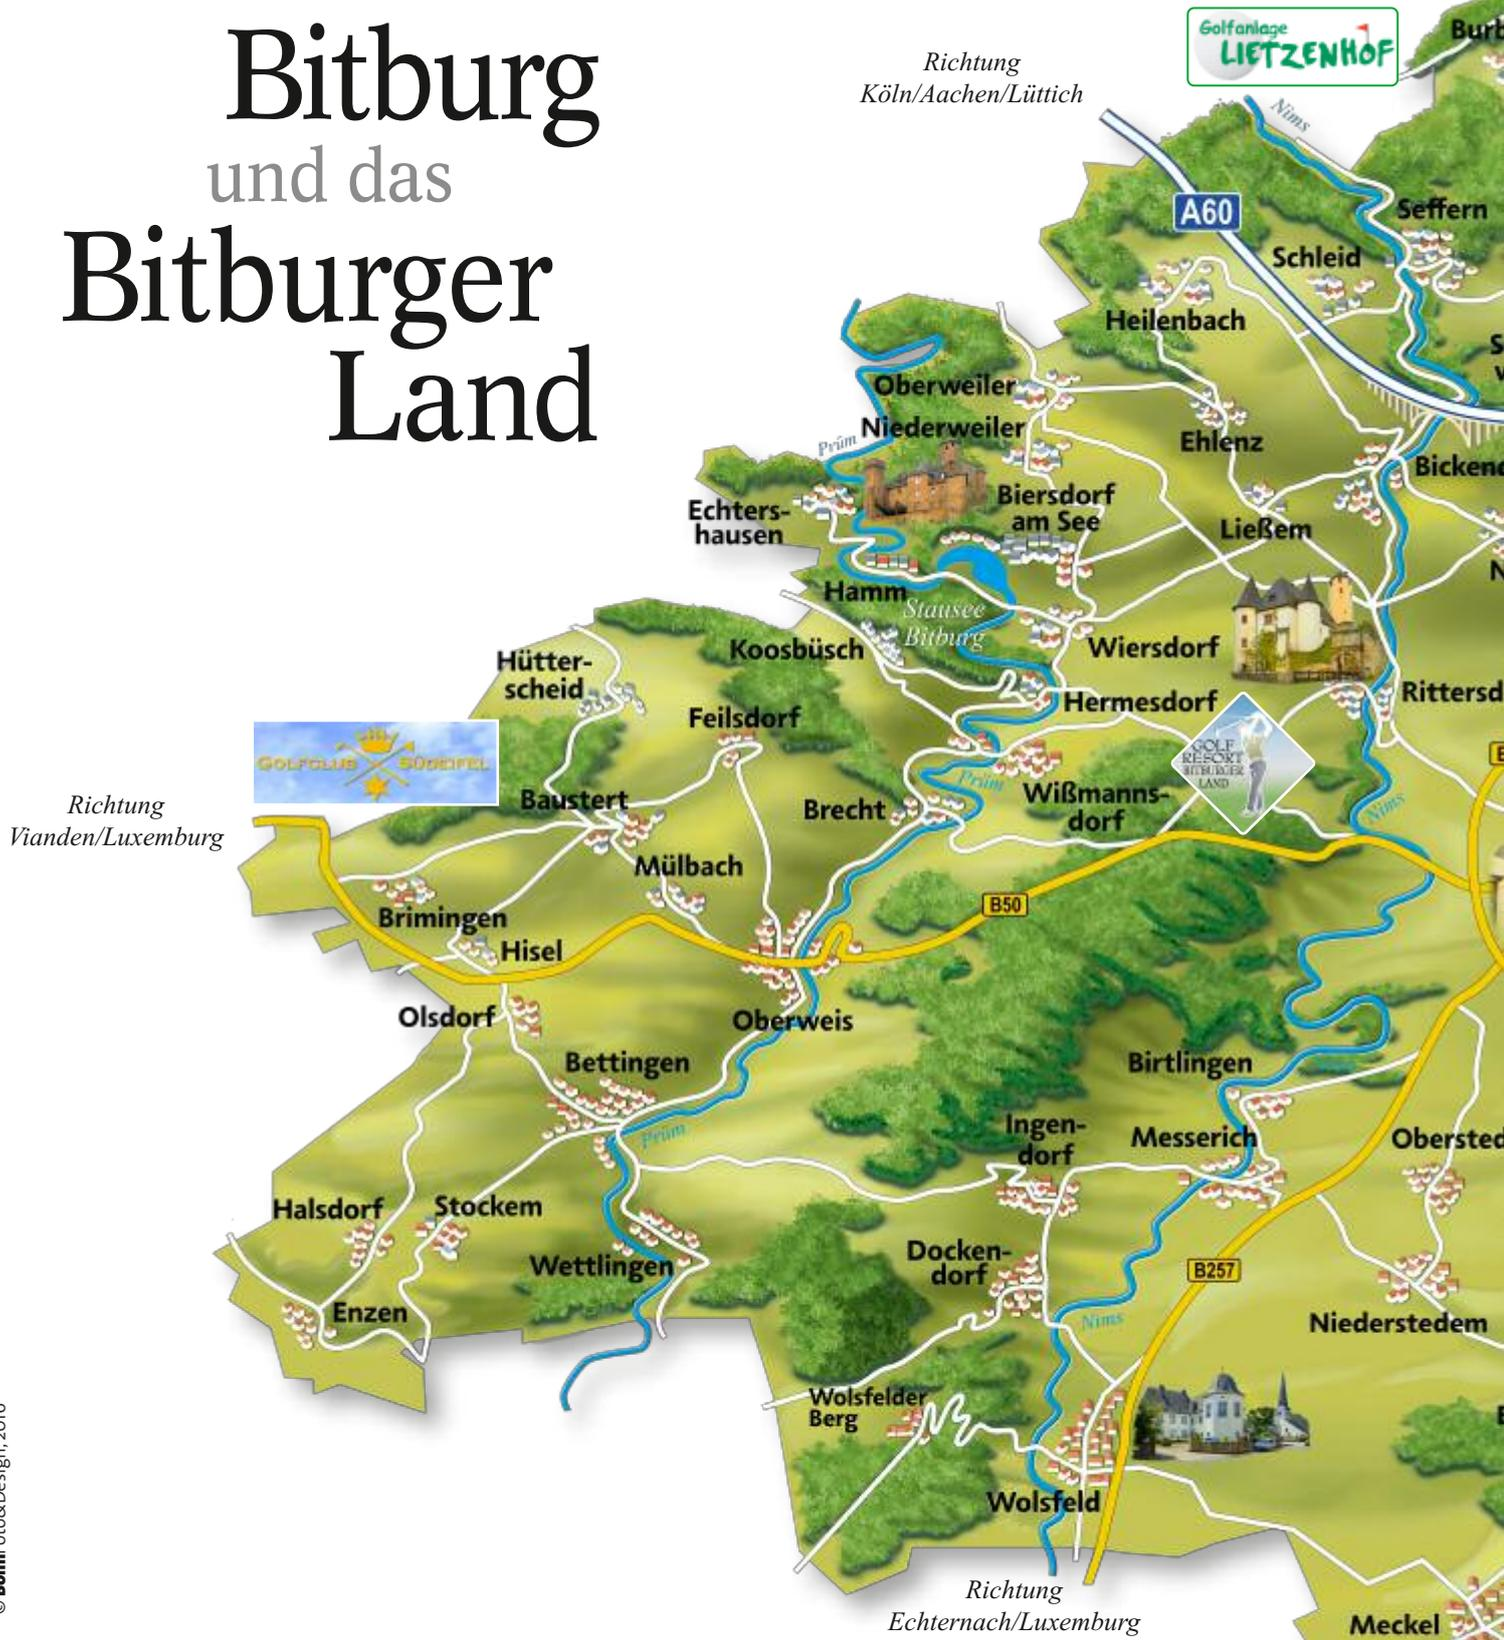 Bitburg
und das
Bitburger
Land
Richtung
Köln/Aachen/Lüttich
Golfanlage
LIETZENHOF
Nims
A60
Seffern
Schleid
Heilenbach
Oberweiler
Niederweiler
Prüm
Ehlenz
Echters-
hausen
Biersdorf
am See
Ließem
Hamm
Stausee
Bitburg
Koosbüsch
Wiersdorf
Hütter-
scheid
Hermesdorf
Feilsdorf
GOLFCLUB SÜDEIFEL
GOLF
RESORT
BITBURGER
LAND
Richtung
Vianden/Luxemburg
Baustert
Prüm
Brecht
Wißmanns-
dorf
Nims
Mülbach
B50
Brimingen
Hisel
Olsdorf
Oberweis
Bettingen
Birtlingen
Prüm
Ingen-
dorf
Messerich
Halsdorf
Stockem
Wettlingen
Docken-
dorf
B257
Enzen
Nims
Niederstedem
Wolsfelder
Berg
Wolsfeld
Richtung
Echternach/Luxemburg
Meckel